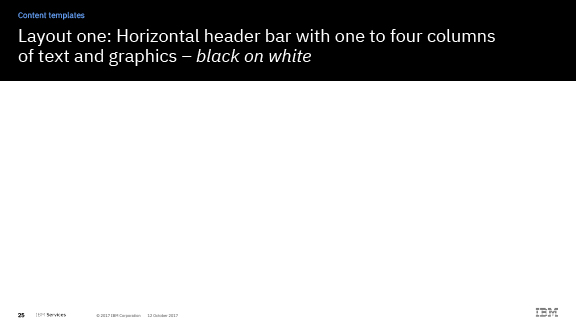 Content templates
Layout one: Horizontal header bar with one to four columns
of text and graphics – black on white
25 IBM Services © 2017 IBM Corporation 12 October 2017
IBM